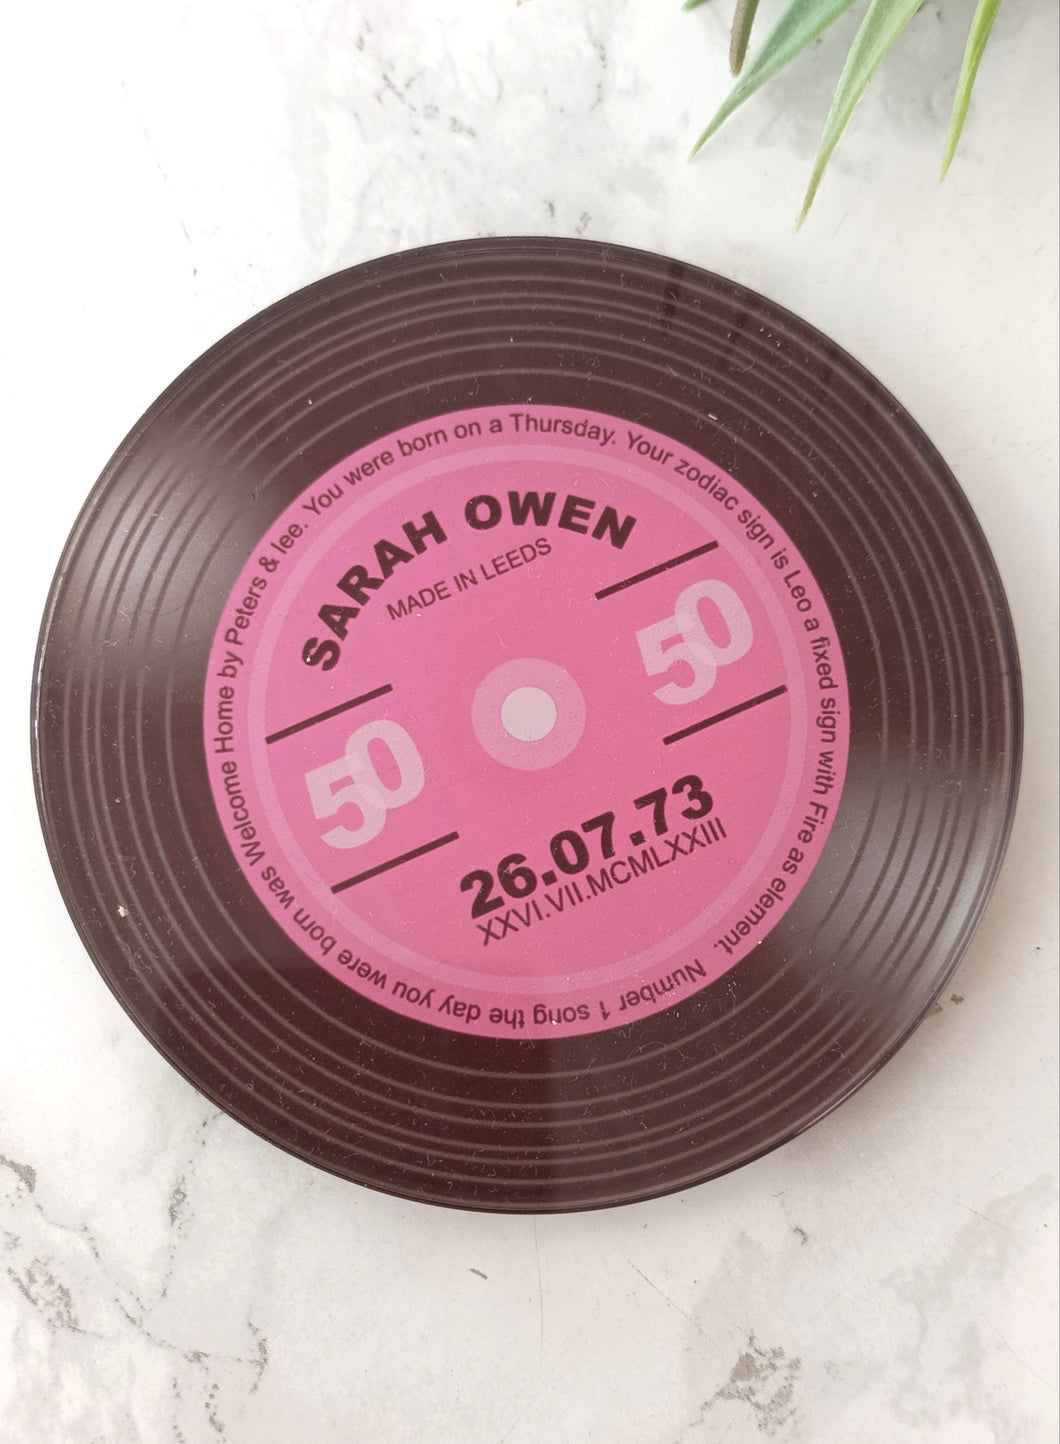 SARAH OWEN
MADE IN LEEDS
50
50
26.07.73
XXVI.VII.MCMLXXIII
You were born on a Thursday. Your zodiac sign is Leo a fixed sign with Fire as element. Number 1 song the day you were born was Welcome Home by Peters & lee.